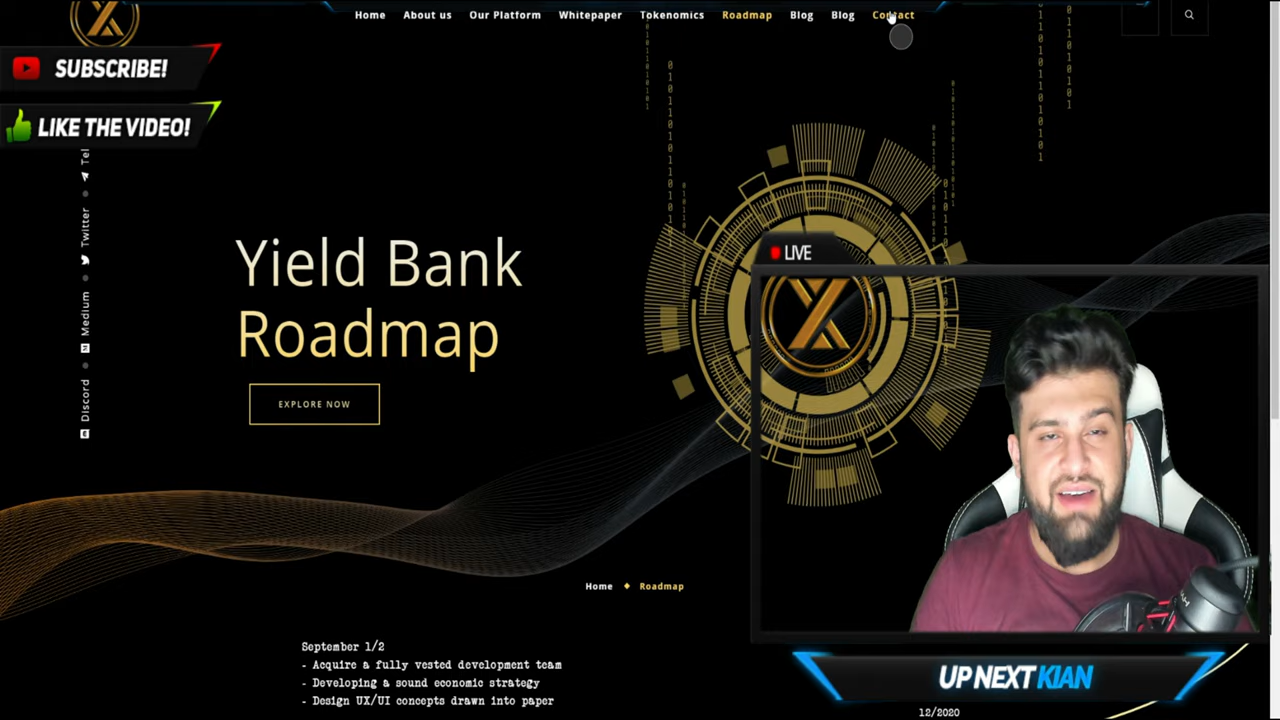 Home About us Our Platform Whitepaper Tokenomics Roadmap Blog Blog Contact
SUBSCRIBE!
LIKE THE VIDEO!
Twitter
Medium
Discord
Yield Bank
Roadmap
EXPLORE NOW
LIVE
Home Roadmap
September 1/2
- Acquire a fully vested development team
- Developing a sound economic strategy
- Design UX/UI concepts drawn into paper
UP NEXT KIAN
12/2020